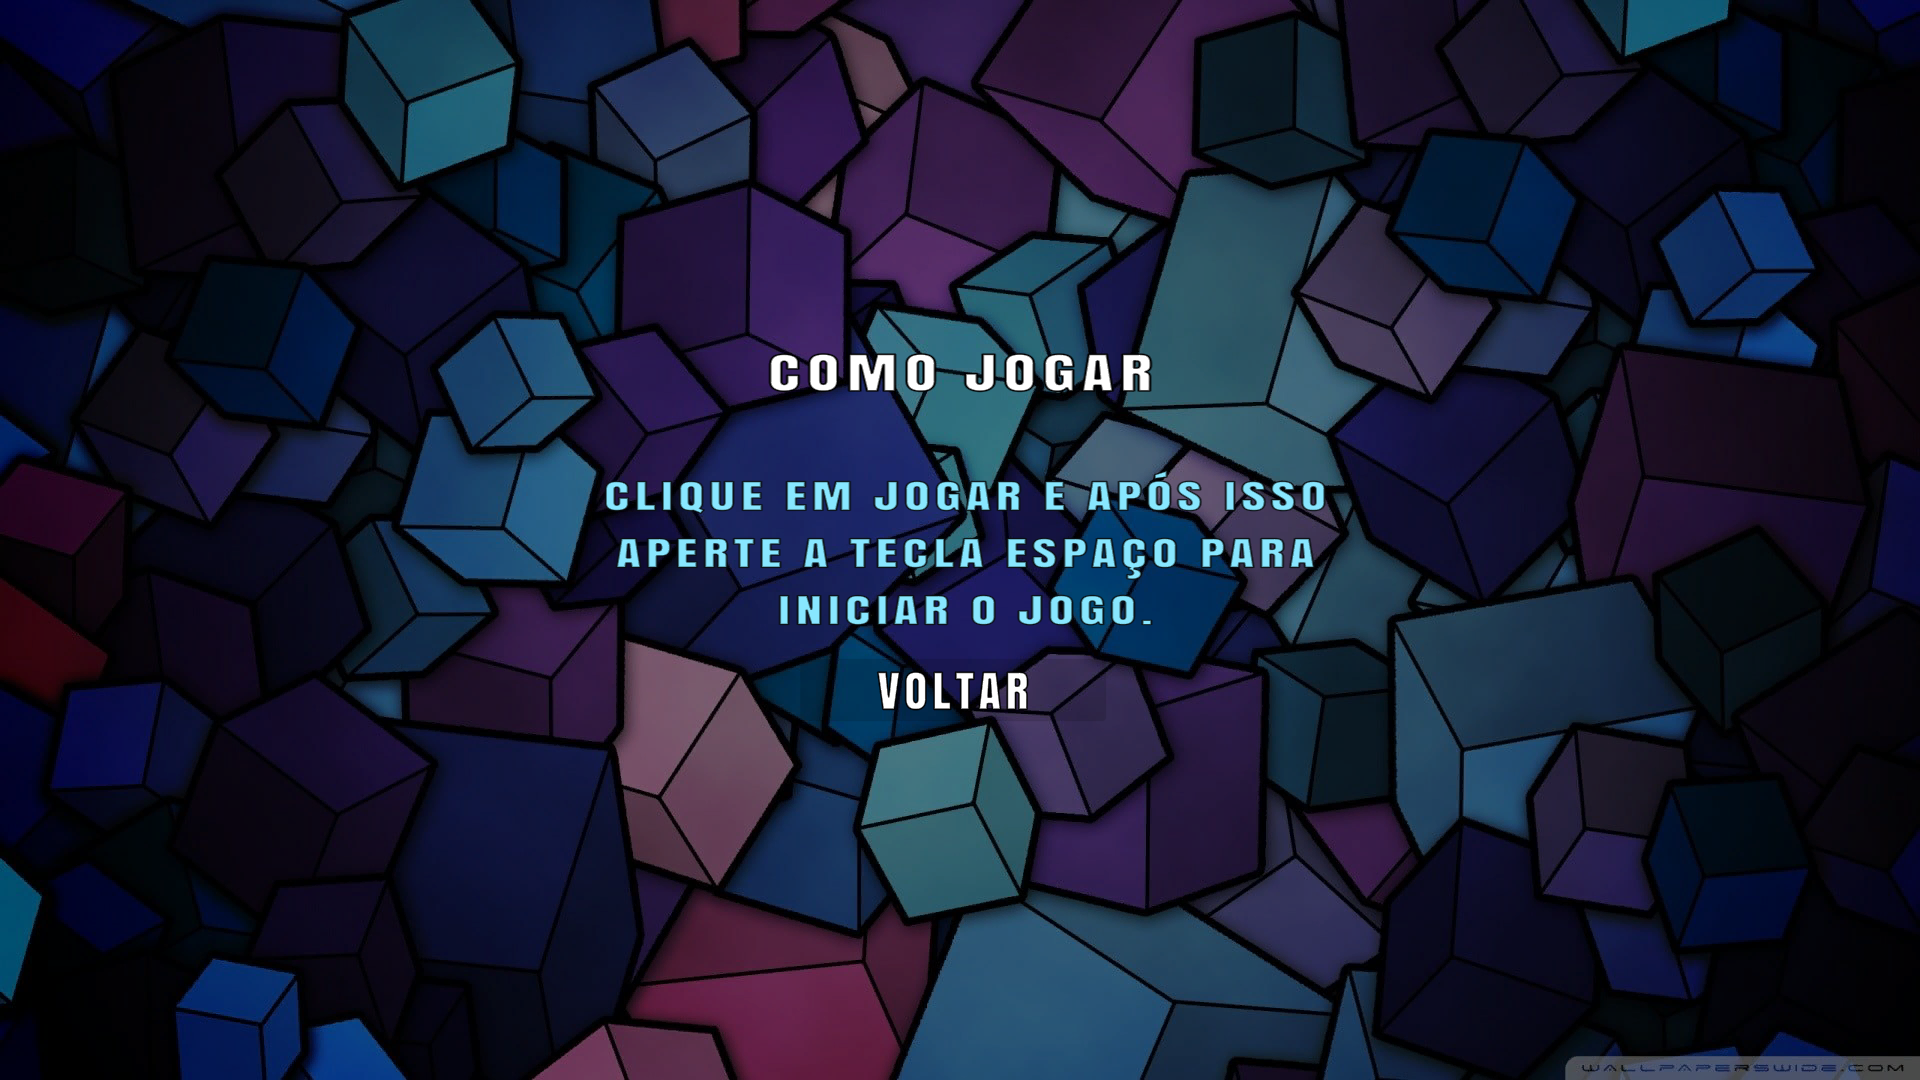 COMO JOGAR
CLIQUE EM JOGAR E APÓS ISSO
APERTE A TECLA ESPAÇO PARA
INICIAR O JOGO.
VOLTAR
WALLPAPERSWIDE.COM